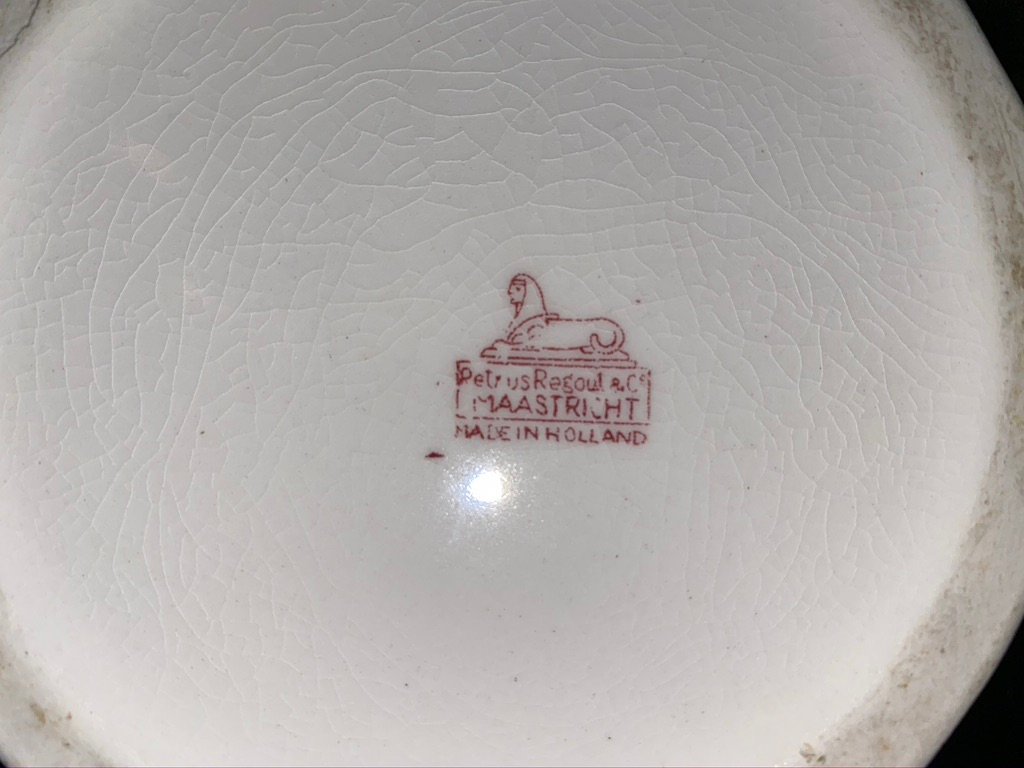 Petrus Regout & Co
MAASTRICHT
MADE IN HOLLAND